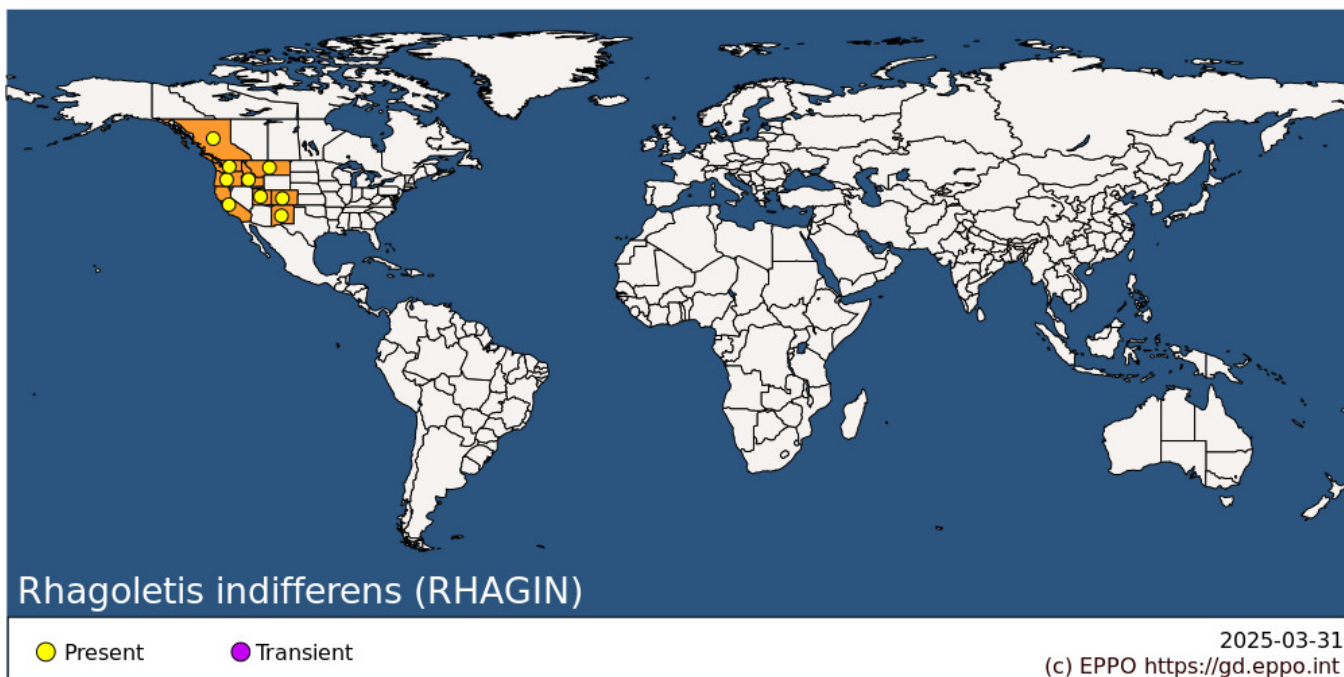 Rhagoletis indifferens (RHAGIN)
Present
Transient
2025-03-31
(c) EPPO https://gd.eppo.int